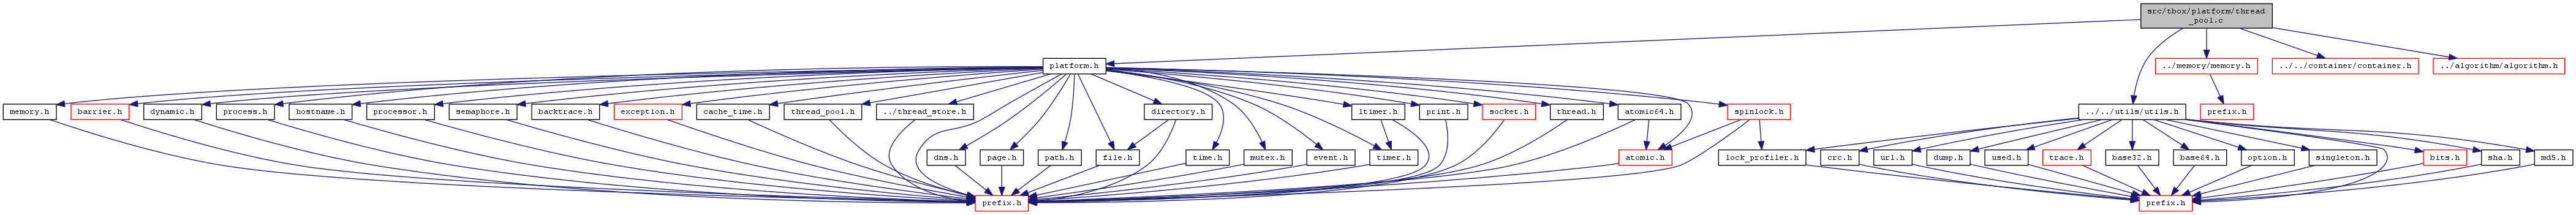 src/tbox/platform/thread
_pool.c
platform.h
../memory/memory.h
../../container/container.h
../algorithm/algorithm.h
memory.h
barrier.h
dynamic.h
process.h
hostname.h
processor.h
semaphore.h
backtrace.h
exception.h
cache_time.h
thread_pool.h
../thread_store.h
directory.h
ltimer.h
print.h
socket.h
thread.h
atomic64.h
spinlock.h
../../utils/utils.h
prefix.h
dns.h
page.h
path.h
file.h
time.h
mutex.h
event.h
timer.h
atomic.h
lock_profiler.h
crc.h
url.h
dump.h
used.h
trace.h
base32.h
base64.h
option.h
singleton.h
bits.h
sha.h
md5.h
prefix.h
prefix.h